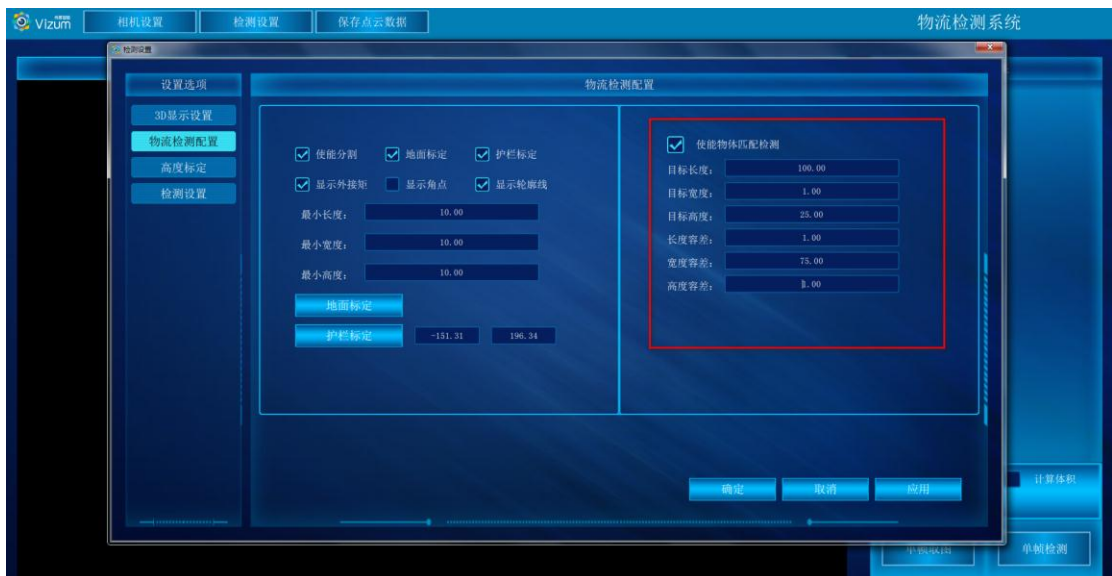 Vizum 相机设置 检测设置 保存点云数据 物流检测系统
检测设置
设置选项
3D显示设置
物流检测配置
高度标定
检测设置
物流检测配置
使能分割 地面标定 护栏标定
显示外接矩 显示角点 显示轮廓线
最小长度: 10.00
最小宽度: 10.00
最小高度: 10.00
地面标定
护栏标定 -151.31 196.34
使能物体匹配检测
目标长度: 100.00
目标宽度: 1.00
目标高度: 25.00
长度容差: 1.00
宽度容差: 75.00
高度容差: 1.00
确定 取消 应用
计算体积
单帧取图 单帧检测